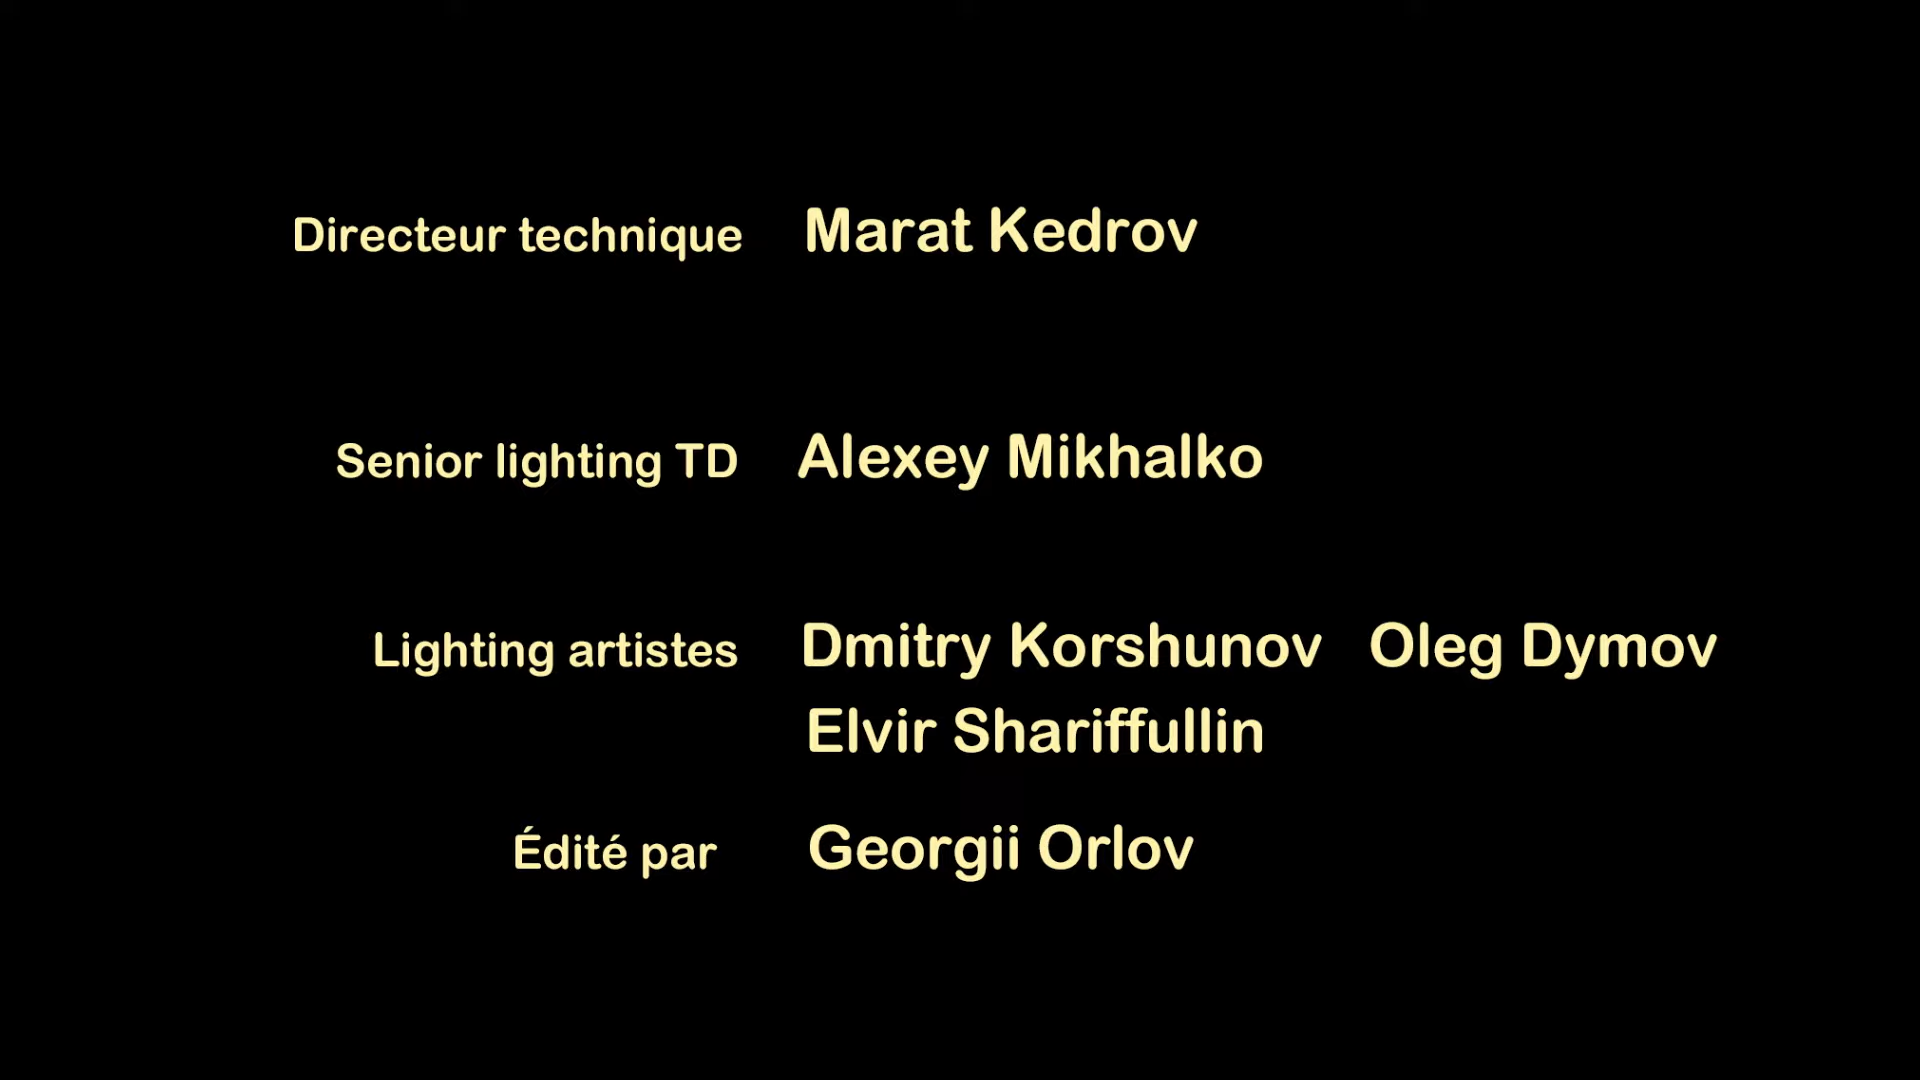 Directeur technique Marat Kedrov
Senior lighting TD Alexey Mikhalko
Lighting artistes Dmitry Korshunov Oleg Dymov
Elvir Shariffullin
Édité par Georgii Orlov